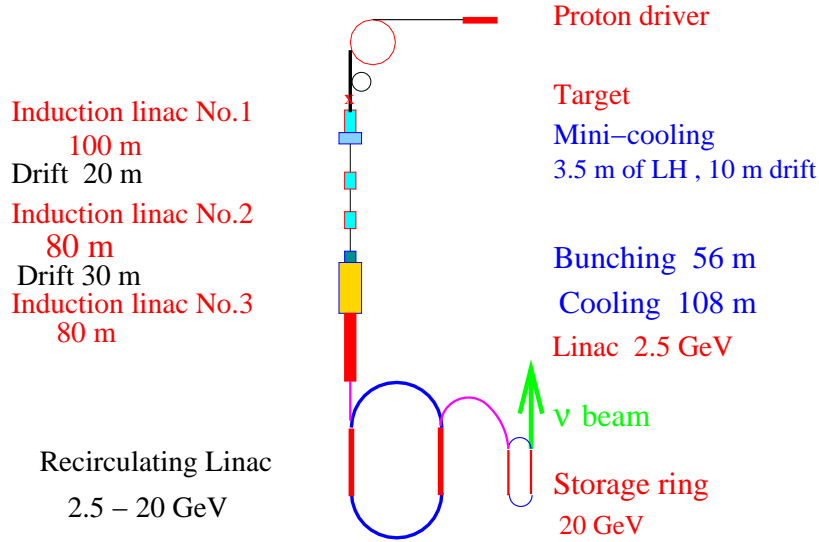 Proton driver
Target
Mini−cooling
3.5 m of LH , 10 m drift
Induction linac No.1
100 m
Drift 20 m
Induction linac No.2
80 m
Drift 30 m
Induction linac No.3
80 m
Bunching 56 m
Cooling 108 m
Linac 2.5 GeV
ν beam
Recirculating Linac
2.5 – 20 GeV
Storage ring
20 GeV
x